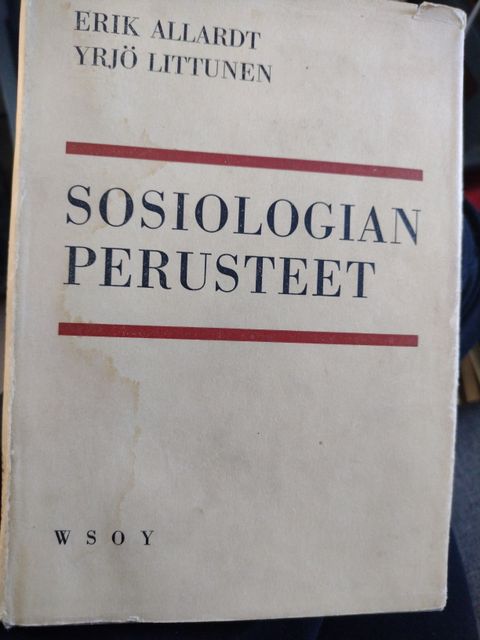 ERIK ALLARDT
YRJÖ LITTUNEN
SOSIOLOGIAN
PERUSTEET
WSOY